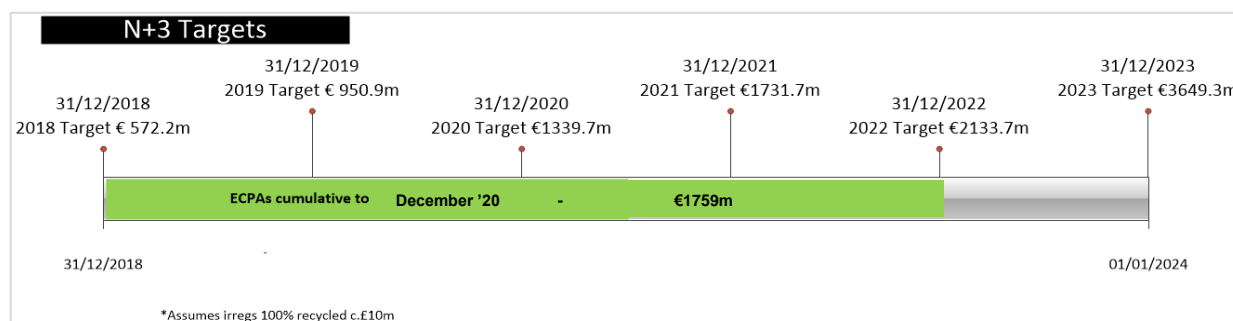 N+3 Targets
31/12/2019
2019 Target € 950.9m
31/12/2021
2021 Target €1731.7m
31/12/2023
2023 Target €3649.3m
31/12/2018
2018 Target € 572.2m
31/12/2020
2020 Target €1339.7m
31/12/2022
2022 Target €2133.7m
ECPAs cumulative to December ’20 - €1759m
31/12/2018
01/01/2024
*Assumes irregs 100% recycled c.£10m